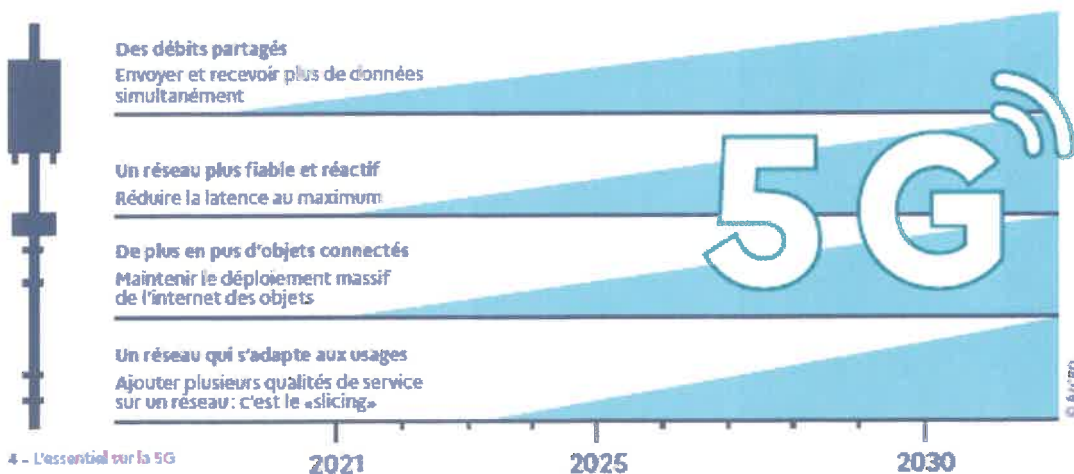 Des débits partagés
Envoyer et recevoir plus de données
simultanément
Un réseau plus fiable et réactif
Réduire la latence au maximum
De plus en pus d'objets connectés
Maintenir le déploiement massif
de l'internet des objets
Un réseau qui s'adapte aux usages
Ajouter plusieurs qualités de service
sur un réseau : c'est le «slicing»
5G
4 – L'essentiel sur la 5G
2021
2025
2030